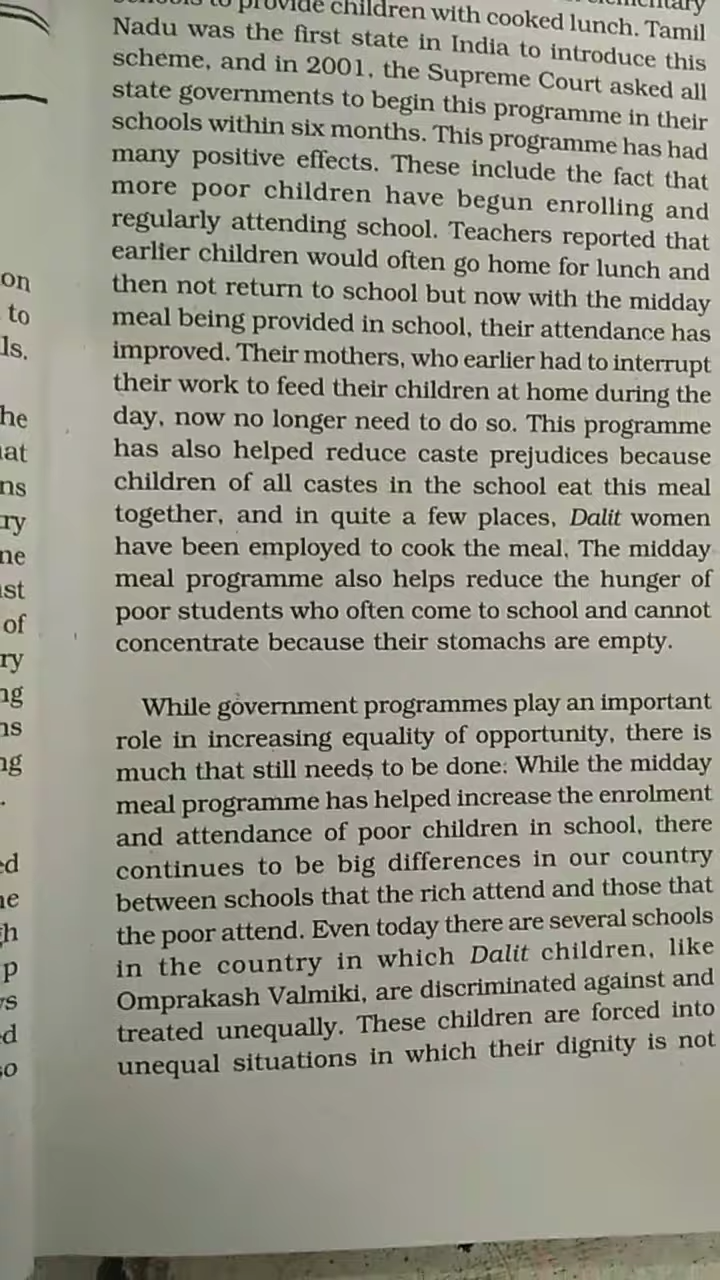 schools to provide children with cooked lunch. Tamil
Nadu was the first state in India to introduce this
scheme, and in 2001, the Supreme Court asked all
state governments to begin this programme in their
schools within six months. This programme has had
many positive effects. These include the fact that
more poor children have begun enrolling and
regularly attending school. Teachers reported that
earlier children would often go home for lunch and
then not return to school but now with the midday
meal being provided in school, their attendance has
improved. Their mothers, who earlier had to interrupt
their work to feed their children at home during the
day, now no longer need to do so. This programme
has also helped reduce caste prejudices because
children of all castes in the school eat this meal
together, and in quite a few places, Dalit women
have been employed to cook the meal. The midday
meal programme also helps reduce the hunger of
poor students who often come to school and cannot
concentrate because their stomachs are empty.
While government programmes play an important
role in increasing equality of opportunity, there is
much that still needs to be done. While the midday
meal programme has helped increase the enrolment
and attendance of poor children in school, there
continues to be big differences in our country
between schools that the rich attend and those that
the poor attend. Even today there are several schools
in the country in which Dalit children, like
Omprakash Valmiki, are discriminated against and
treated unequally. These children are forced into
unequal situations in which their dignity is not